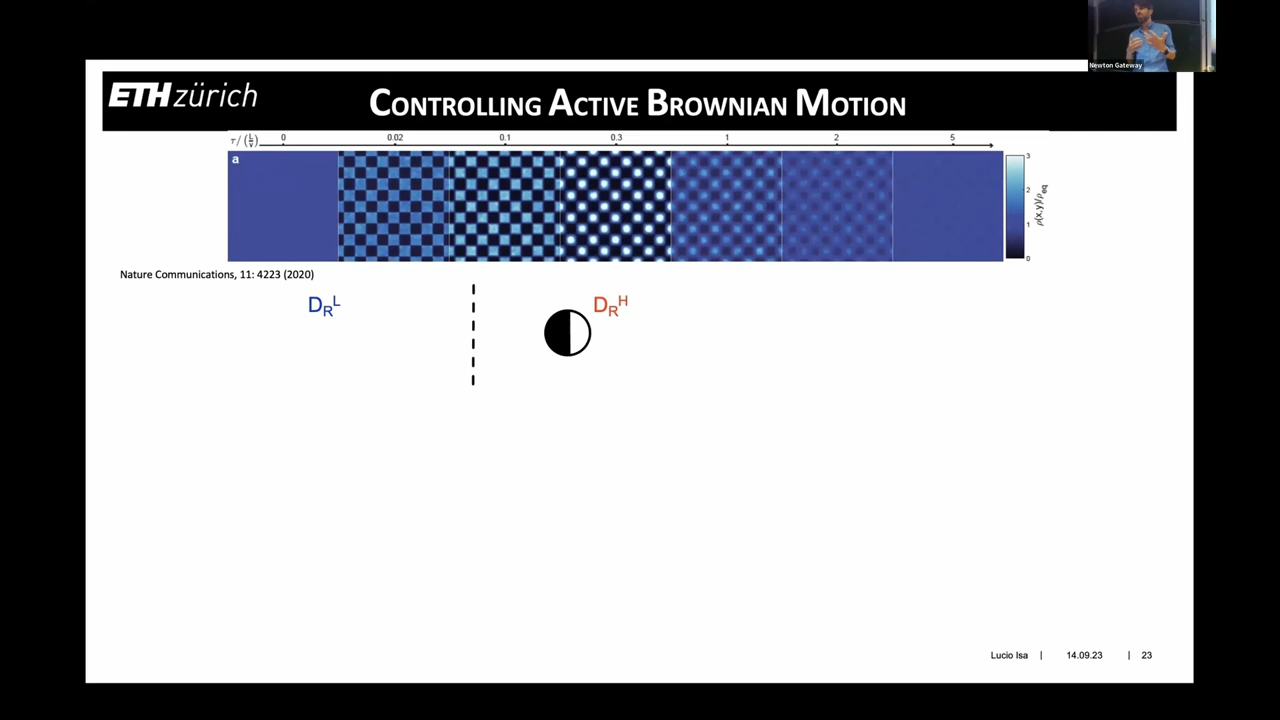 Newton Gateway
ETH zürich
CONTROLLING ACTIVE BROWNIAN MOTION
τ/(L/v) 0 0.02 0.1 0.3 1 2 5
a
3
2
1
0
ρ(x,y)/ρeq
Nature Communications, 11: 4223 (2020)
DRL DRH
Lucio Isa | 14.09.23 | 23